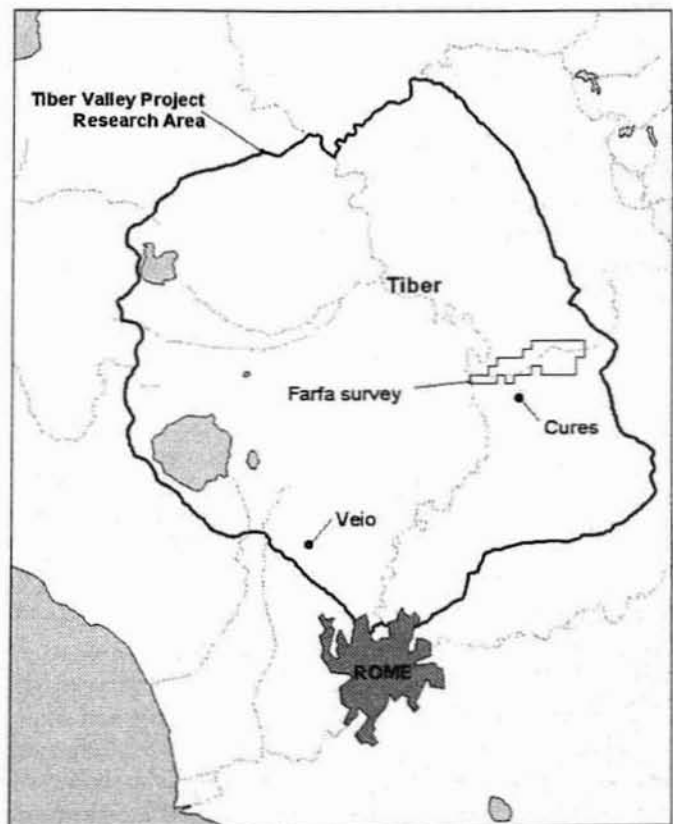 Tiber Valley Project
Research Area
Tiber
Farfa survey
Cures
Veio
ROME